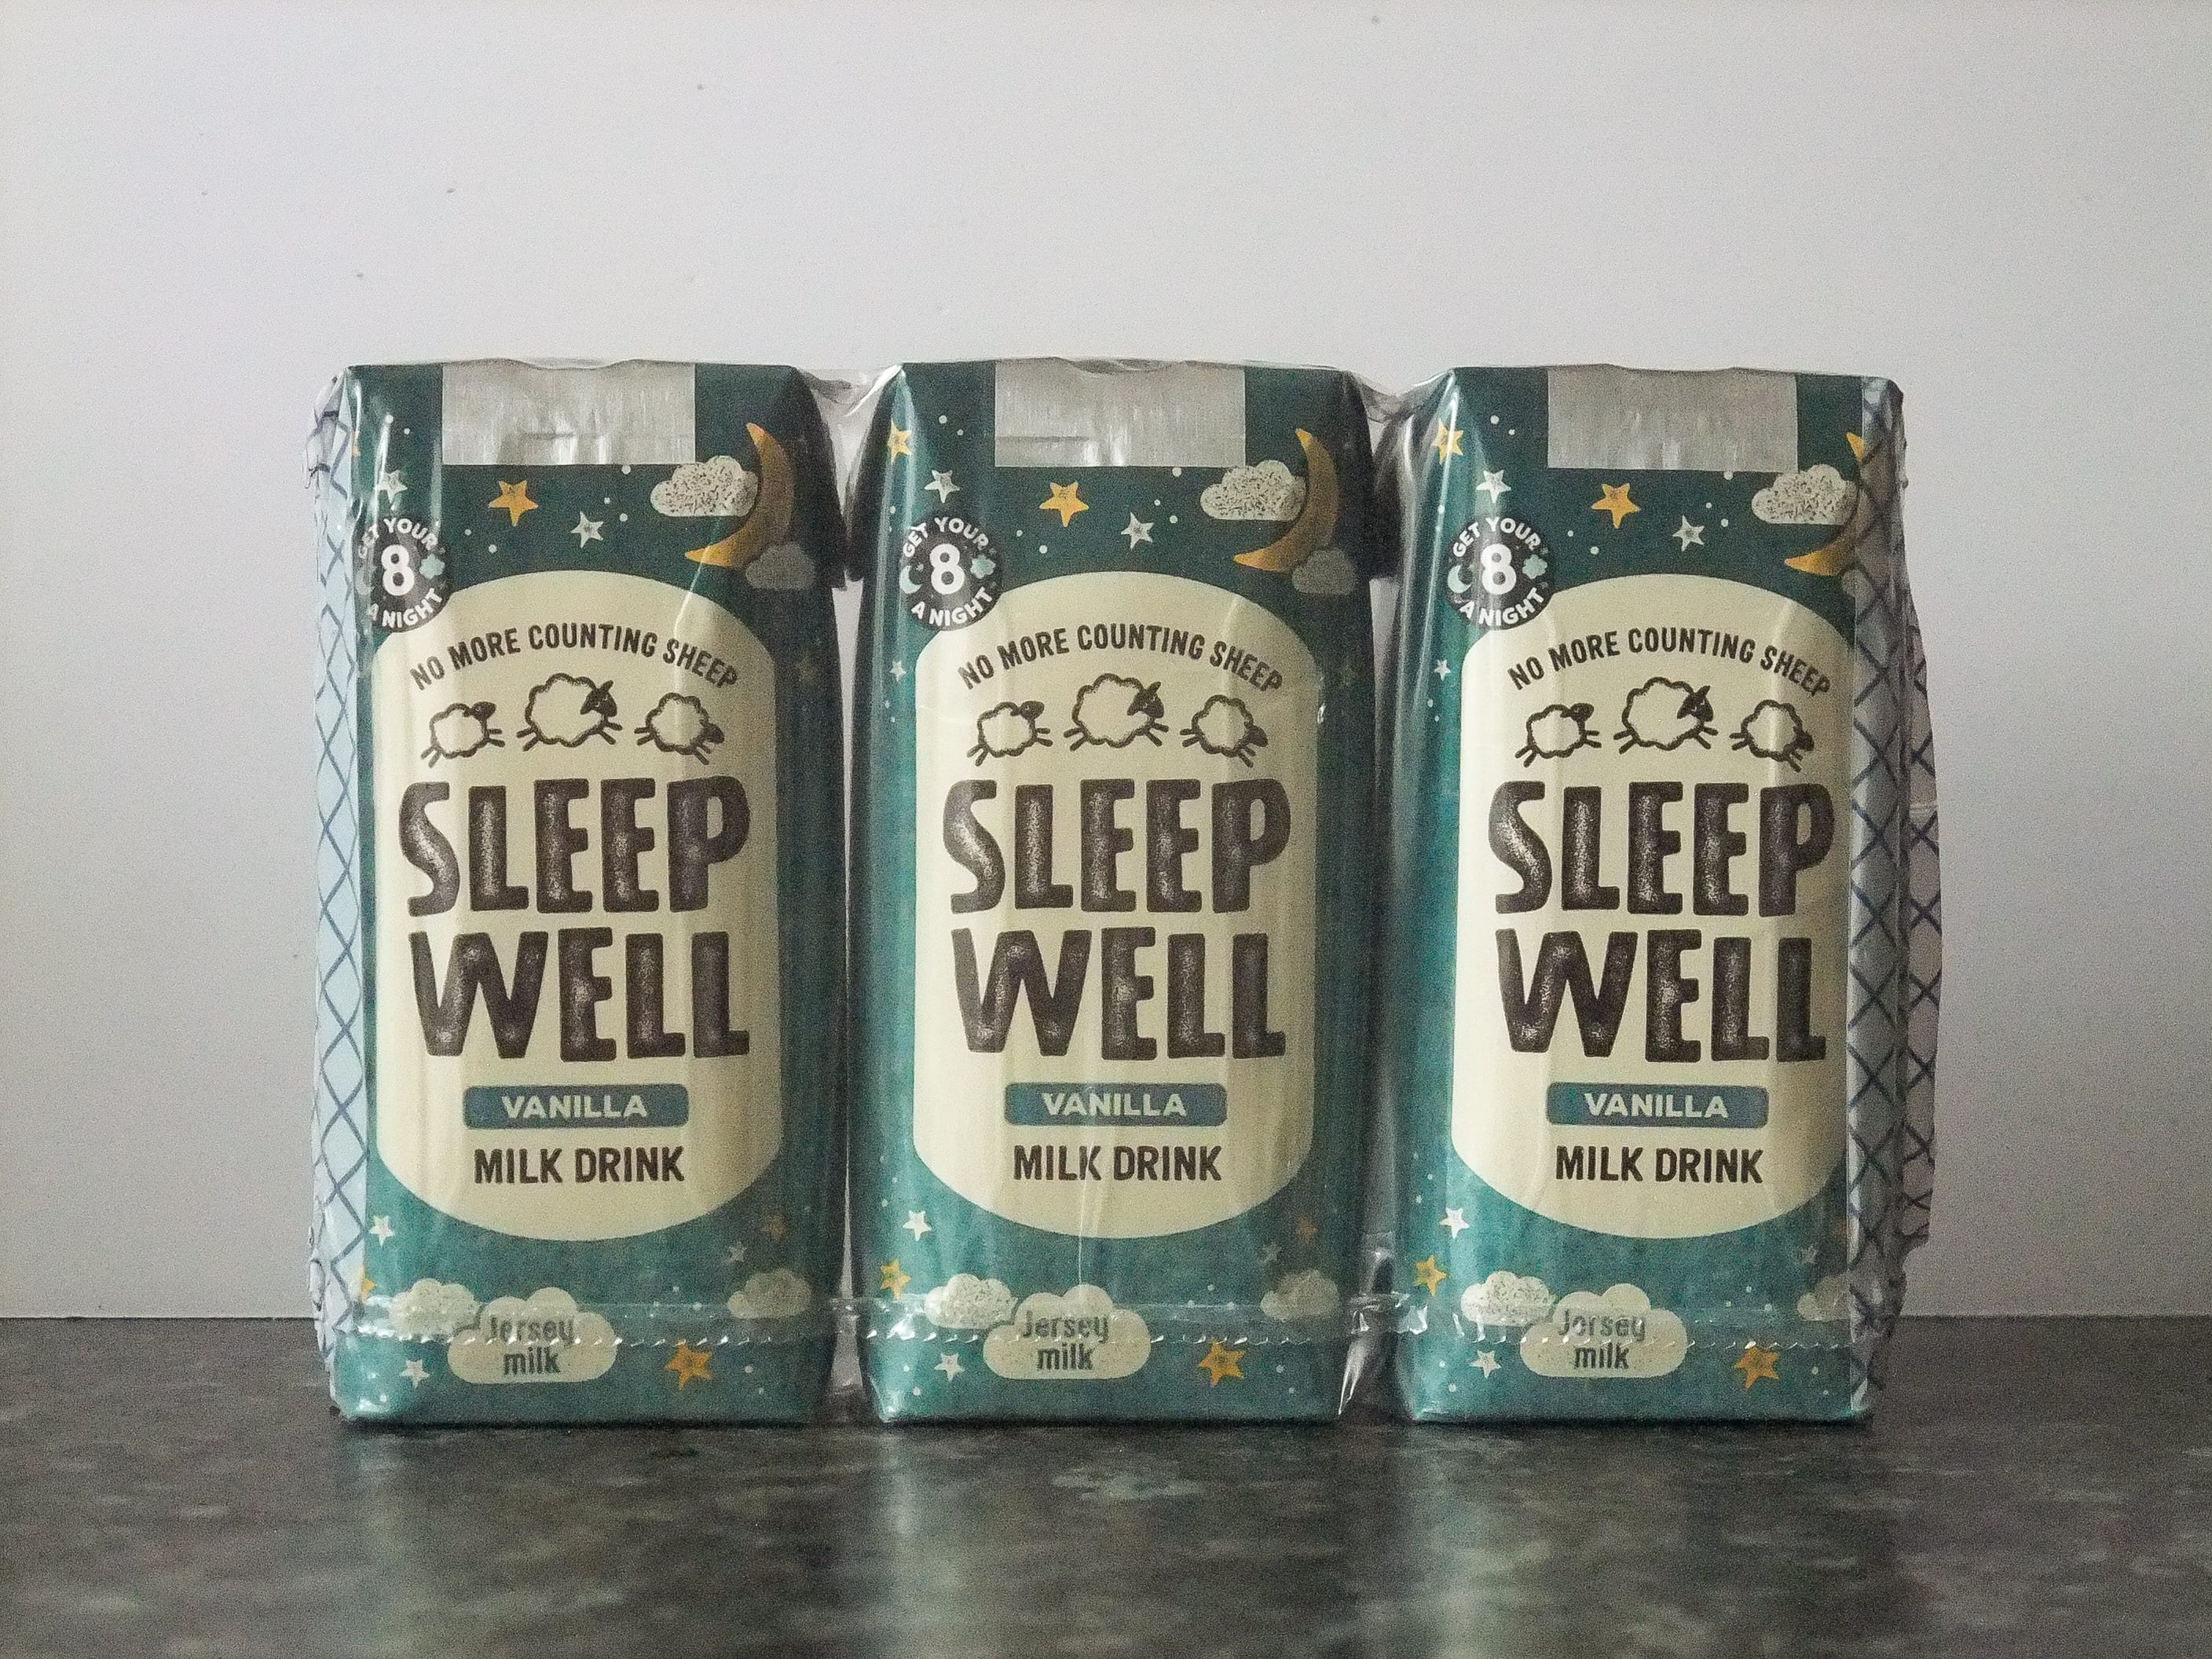 GET YOUR
8
A NIGHT
NO MORE COUNTING SHEEP
SLEEP
WELL
VANILLA
MILK DRINK
Jersey
milk
GET YOUR
8
A NIGHT
NO MORE COUNTING SHEEP
SLEEP
WELL
VANILLA
MILK DRINK
Jersey
milk
GET YOUR
8
A NIGHT
NO MORE COUNTING SHEEP
SLEEP
WELL
VANILLA
MILK DRINK
Jersey
milk